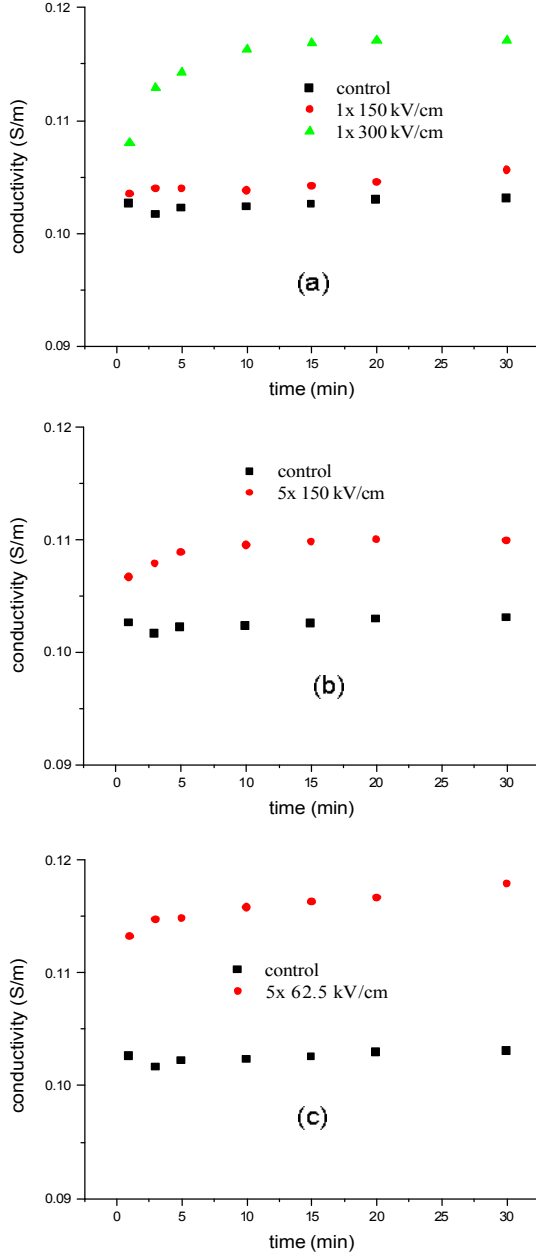 0.12
control
1x 150 kV/cm
1x 300 kV/cm
0.11
conductivity (S/m)
0.10
(a)
0.09
0 5 10 15 20 25 30
time (min)
0.12
control
5x 150 kV/cm
0.11
conductivity (S/m)
0.10
(b)
0.09
0 5 10 15 20 25 30
time (min)
0.12
control
5x 62.5 kV/cm
0.11
conductivity (S/m)
0.10
(c)
0.09
0 5 10 15 20 25 30
time (min)